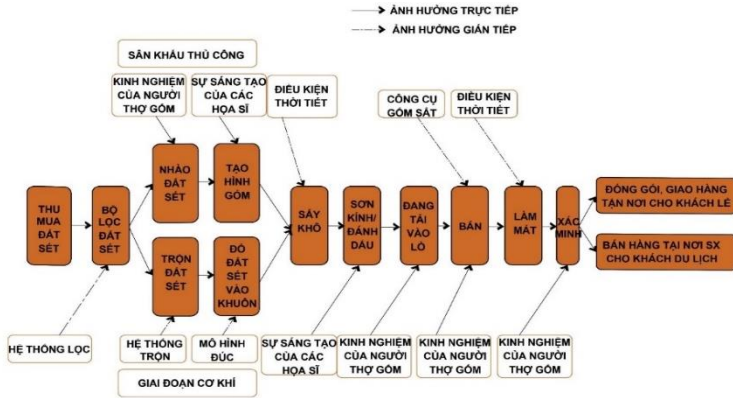 ẢNH HƯỞNG TRỰC TIẾP
ẢNH HƯỞNG GIÁN TIẾP
SÂN KHẤU THỦ CÔNG
KINH NGHIỆM
CỦA NGƯỜI
THỢ GỐM
SỰ SÁNG TẠO
CỦA CÁC
HỌA SĨ
ĐIỀU KIỆN
THỜI TIẾT
CÔNG CỤ
GỐM SÁT
ĐIỀU KIỆN
THỜI TIẾT
THU
MUA ĐẤT
SÉT
BỘ LỌC
ĐẤT
SÉT
NHÀO
ĐẤT
SÉT
TẠO
HÌNH
GỐM
TRỘN
ĐẤT
SÉT
ĐỔ ĐẤT
SÉT
VÀO
KHUÔN
SẤY
KHÔ
SƠN
KÍNH/
ĐÁNH
DẤU
ĐANG
TẢI
VÀO
LÒ
BẮN
LÀM
MÁT
XÁC
MINH
ĐÓNG GÓI, GIAO HÀNG
TẬN NƠI CHO KHÁCH LẺ
BÁN HÀNG TẠI NƠI SX
CHO KHÁCH DU LỊCH
HỆ THỐNG LỌC
HỆ THỐNG
TRỘN
MÔ HÌNH
ĐÚC
SỰ SÁNG TẠO
CỦA CÁC
HỌA SĨ
KINH NGHIỆM
CỦA NGƯỜI
THỢ GỐM
KINH NGHIỆM
CỦA NGƯỜI
THỢ GỐM
KINH NGHIỆM
CỦA NGƯỜI
THỢ GỐM
GIAI ĐOẠN CƠ KHÍ